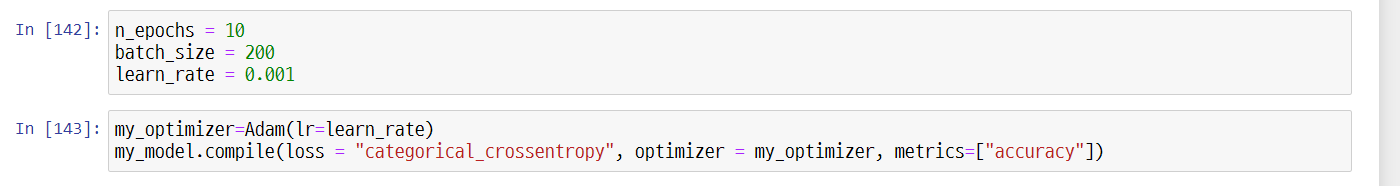 In [142]: n_epochs = 10
batch_size = 200
learn_rate = 0.001
In [143]: my_optimizer=Adam(lr=learn_rate)
my_model.compile(loss = "categorical_crossentropy", optimizer = my_optimizer, metrics=["accuracy"])